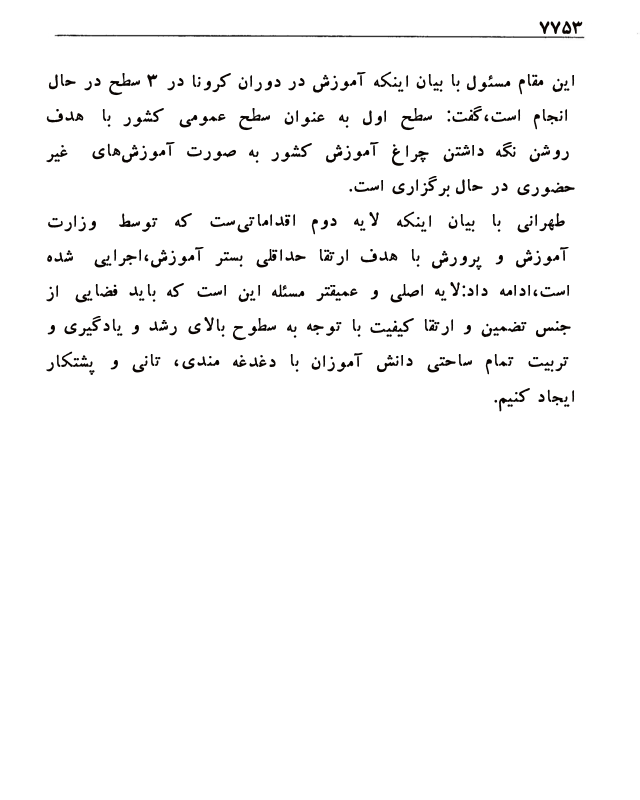 ۷۷۵۳
این مقام مسئول با بیان اینکه آموزش در دوران کرونا در ۳ سطح در حال
انجام است،گفت: سطح اول به عنوان سطح عمومی کشور با هدف
روشن نگه داشتن چراغ آموزش کشور به صورت آموزش‌های غیر
حضوری در حال برگزاری است.
طهرانی با بیان اینکه لایه دوم اقداماتی‌ست که توسط وزارت
آموزش و پرورش با هدف ارتقا حداقلی بستر آموزش،اجرایی شده
است،ادامه داد:لایه اصلی و عمیقتر مسئله این است که باید فضایی از
جنس تضمین و ارتقا کیفیت با توجه به سطوح بالای رشد و یادگیری و
تربیت تمام ساحتی دانش آموزان با دغدغه مندی، تانی و پشتکار
ایجاد کنیم.